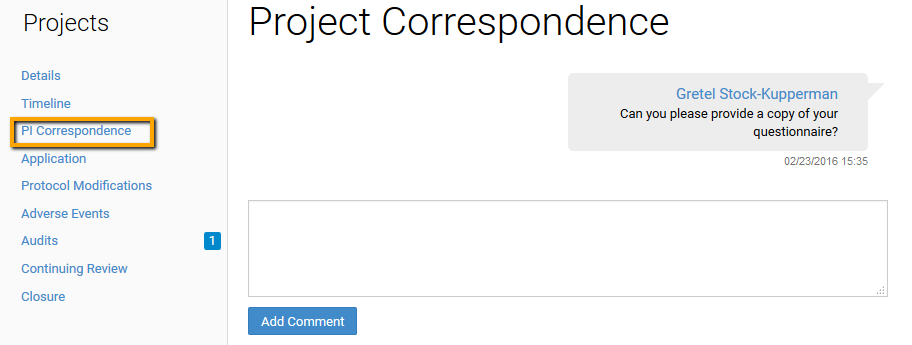 Projects
Details
Timeline
PI Correspondence
Application
Protocol Modifications
Adverse Events
Audits 1
Continuing Review
Closure
Project Correspondence
Gretel Stock-Kupperman
Can you please provide a copy of your
questionnaire?
02/23/2016 15:35
Add Comment